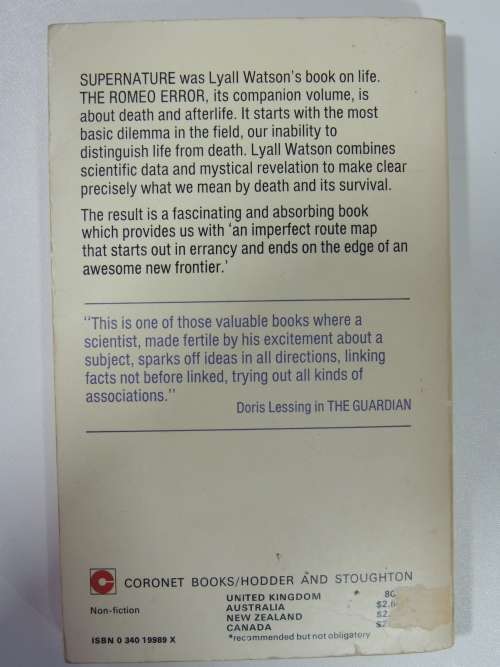 SUPERNATURE was Lyall Watson's book on life.
THE ROMEO ERROR, its companion volume, is
about death and afterlife. It starts with the most
basic dilemma in the field, our inability to
distinguish life from death. Lyall Watson combines
scientific data and mystical revelation to make clear
precisely what we mean by death and its survival.
The result is a fascinating and absorbing book
which provides us with 'an imperfect route map
that starts out in errancy and ends on the edge of an
awesome new frontier.'
"This is one of those valuable books where a
scientist, made fertile by his excitement about a
subject, sparks off ideas in all directions, linking
facts not before linked, trying out all kinds of
associations."
Doris Lessing in THE GUARDIAN
CORONET BOOKS/HODDER AND STOUGHTON
Non-fiction
UNITED KINGDOM
AUSTRALIA
NEW ZEALAND
CANADA
*recommended but not obligatory
ISBN 0 340 19989 X